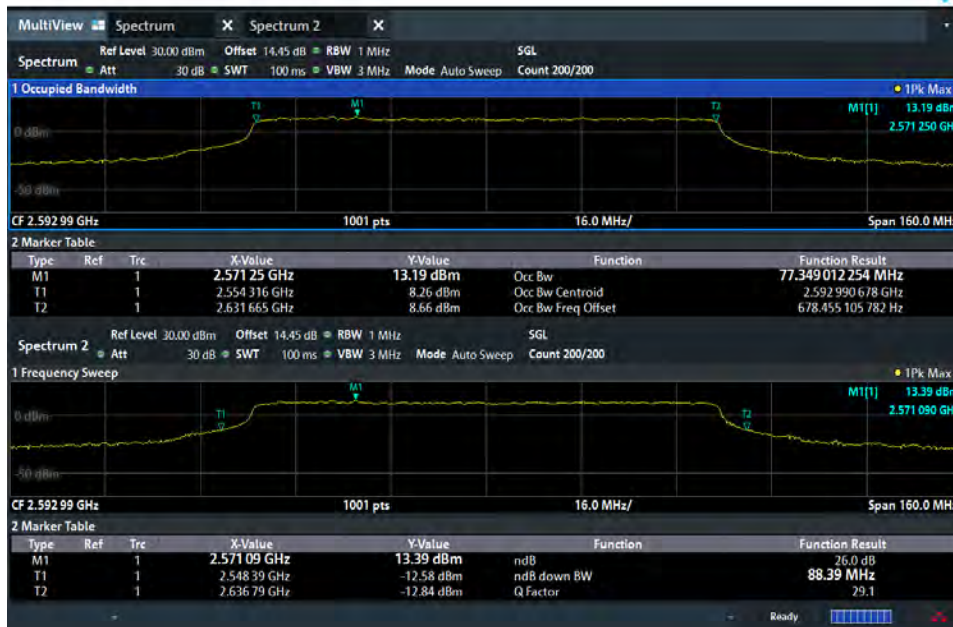 MultiView Spectrum X Spectrum 2 X
Spectrum Ref Level 30.00 dBm Offset 14.45 dB RBW 1 MHz SGL
Att 30 dB SWT 100 ms VBW 3 MHz Mode Auto Sweep Count 200/200
1 Occupied Bandwidth 1Pk Max
T1 M1 T2 M1[1] 13.19 dBm
0 dBm 2.571 250 GH
-50 dBm
CF 2.592 99 GHz 1001 pts 16.0 MHz/ Span 160.0 MH
2 Marker Table
Type Ref Trc X-Value Y-Value Function Function Result
M1 1 2.571 25 GHz 13.19 dBm Occ Bw 77.349 012 254 MHz
T1 1 2.554 316 GHz 8.26 dBm Occ Bw Centroid 2.592 990 678 GHz
T2 1 2.631 665 GHz 8.66 dBm Occ Bw Freq Offset 678.455 105 782 Hz
Spectrum 2 Ref Level 30.00 dBm Offset 14.45 dB RBW 1 MHz SGL
Att 30 dB SWT 100 ms VBW 3 MHz Mode Auto Sweep Count 200/200
1 Frequency Sweep 1Pk Max
M1 M1[1] 13.39 dBm
0 dBm T1 T2 2.571 090 GH
-50 dBm
CF 2.592 99 GHz 1001 pts 16.0 MHz/ Span 160.0 MH
2 Marker Table
Type Ref Trc X-Value Y-Value Function Function Result
M1 1 2.571 09 GHz 13.39 dBm ndB 26.0 dB
T1 1 2.548 39 GHz -12.58 dBm ndB down BW 88.39 MHz
T2 1 2.636 79 GHz -12.84 dBm Q Factor 29.1
Ready